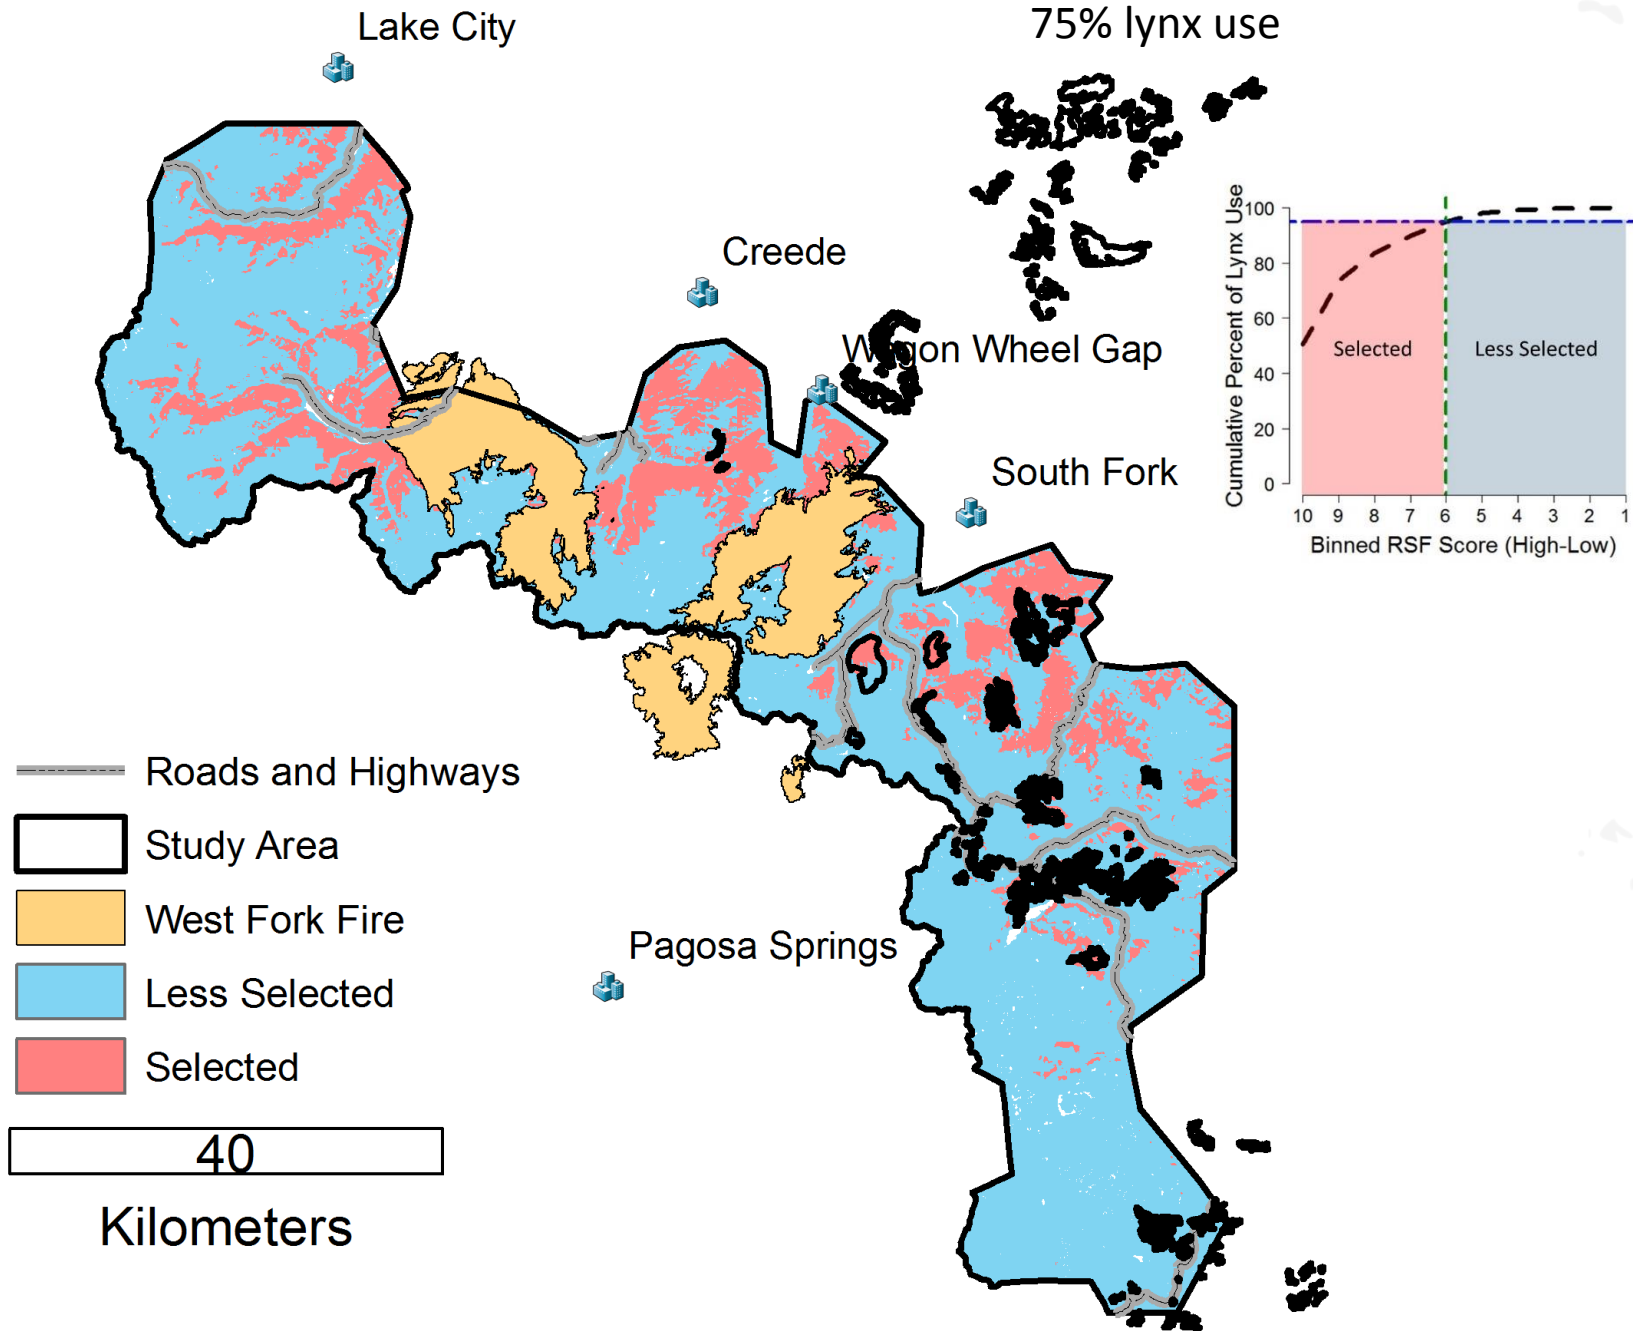 Lake City
75% lynx use
Creede
Wagon Wheel Gap
South Fork
Pagosa Springs
Roads and Highways
Study Area
West Fork Fire
Less Selected
Selected
40
Kilometers
Cumulative Percent of Lynx Use
100
80
60
40
20
0
Selected
Less Selected
10 9 8 7 6 5 4 3 2 1
Binned RSF Score (High-Low)